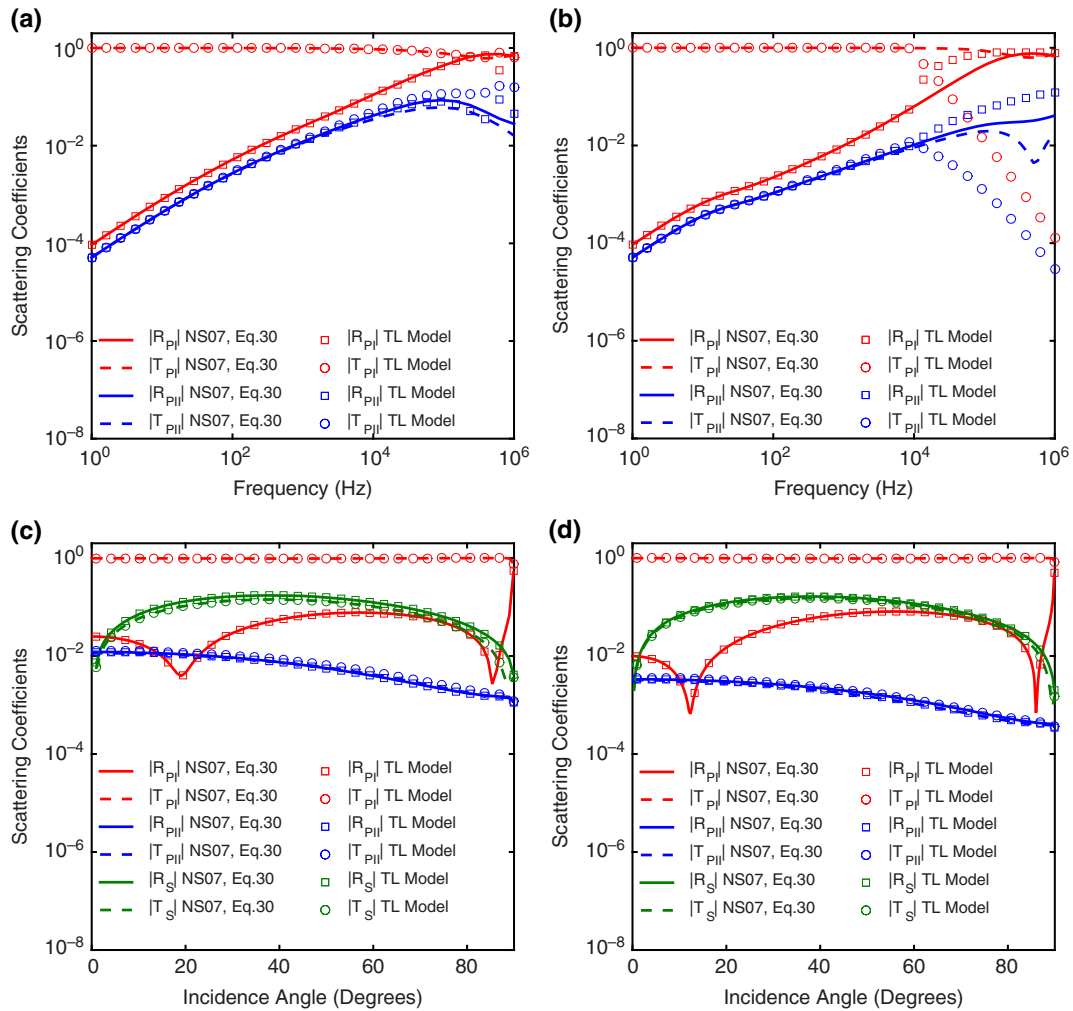 (a)
10^0
10^−2
10^−4
10^−6
10^−8
Scattering Coefficients
|R_PI| NS07, Eq.30
|T_PI| NS07, Eq.30
|R_PII| NS07, Eq.30
|T_PII| NS07, Eq.30
|R_PI| TL Model
|T_PI| TL Model
|R_PII| TL Model
|T_PII| TL Model
10^0 10^2 10^4 10^6
Frequency (Hz)
(b)
10^0
10^−2
10^−4
10^−6
10^−8
Scattering Coefficients
|R_PI| NS07, Eq.30
|T_PI| NS07, Eq.30
|R_PII| NS07, Eq.30
|T_PII| NS07, Eq.30
|R_PI| TL Model
|T_PI| TL Model
|R_PII| TL Model
|T_PII| TL Model
10^0 10^2 10^4 10^6
Frequency (Hz)
(c)
10^0
10^−2
10^−4
10^−6
10^−8
Scattering Coefficients
|R_PI| NS07, Eq.30
|T_PI| NS07, Eq.30
|R_PII| NS07, Eq.30
|T_PII| NS07, Eq.30
|R_S| NS07, Eq.30
|T_S| NS07, Eq.30
|R_PI| TL Model
|T_PI| TL Model
|R_PII| TL Model
|T_PII| TL Model
|R_S| TL Model
|T_S| TL Model
0 20 40 60 80
Incidence Angle (Degrees)
(d)
10^0
10^−2
10^−4
10^−6
10^−8
Scattering Coefficients
|R_PI| NS07, Eq.30
|T_PI| NS07, Eq.30
|R_PII| NS07, Eq.30
|T_PII| NS07, Eq.30
|R_S| NS07, Eq.30
|T_S| NS07, Eq.30
|R_PI| TL Model
|T_PI| TL Model
|R_PII| TL Model
|T_PII| TL Model
|R_S| TL Model
|T_S| TL Model
0 20 40 60 80
Incidence Angle (Degrees)